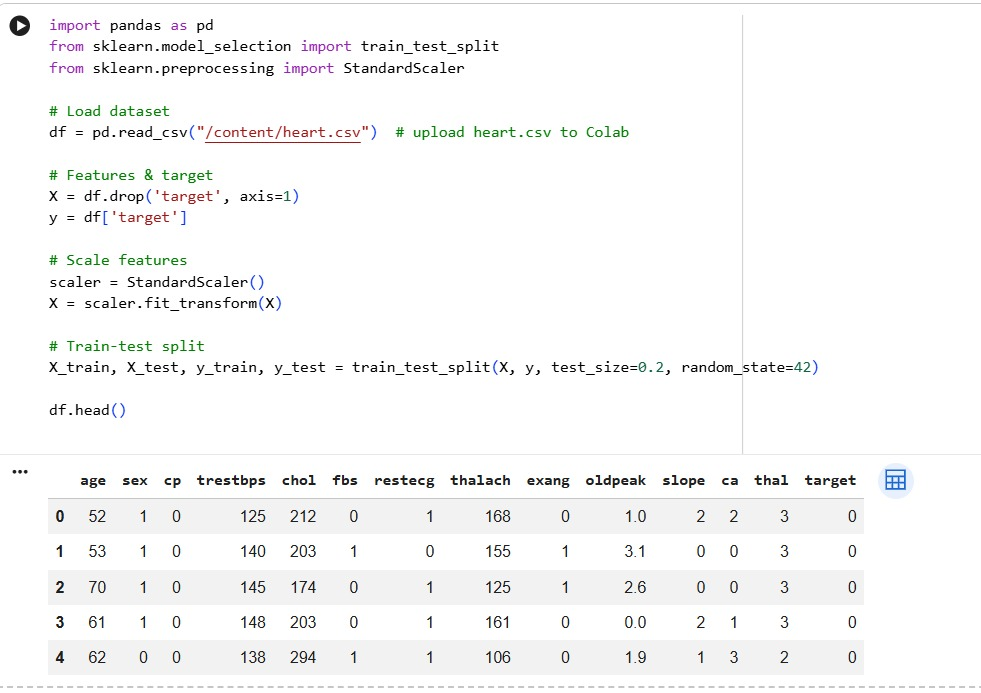 import pandas as pd
from sklearn.model_selection import train_test_split
from sklearn.preprocessing import StandardScaler
# Load dataset
df = pd.read_csv("/content/heart.csv")  # upload heart.csv to Colab
# Features & target
X = df.drop('target', axis=1)
y = df['target']
# Scale features
scaler = StandardScaler()
X = scaler.fit_transform(X)
# Train-test split
X_train, X_test, y_train, y_test = train_test_split(X, y, test_size=0.2, random_state=42)
df.head()
age sex cp trestbps chol fbs restecg thalach exang oldpeak slope ca thal target
0 52 1 0 125 212 0 1 168 0 1.0 2 2 3 0
1 53 1 0 140 203 1 0 155 1 3.1 0 0 3 0
2 70 1 0 145 174 0 1 125 1 2.6 0 0 3 0
3 61 1 0 148 203 0 1 161 0 0.0 2 1 3 0
4 62 0 0 138 294 1 1 106 0 1.9 1 3 2 0